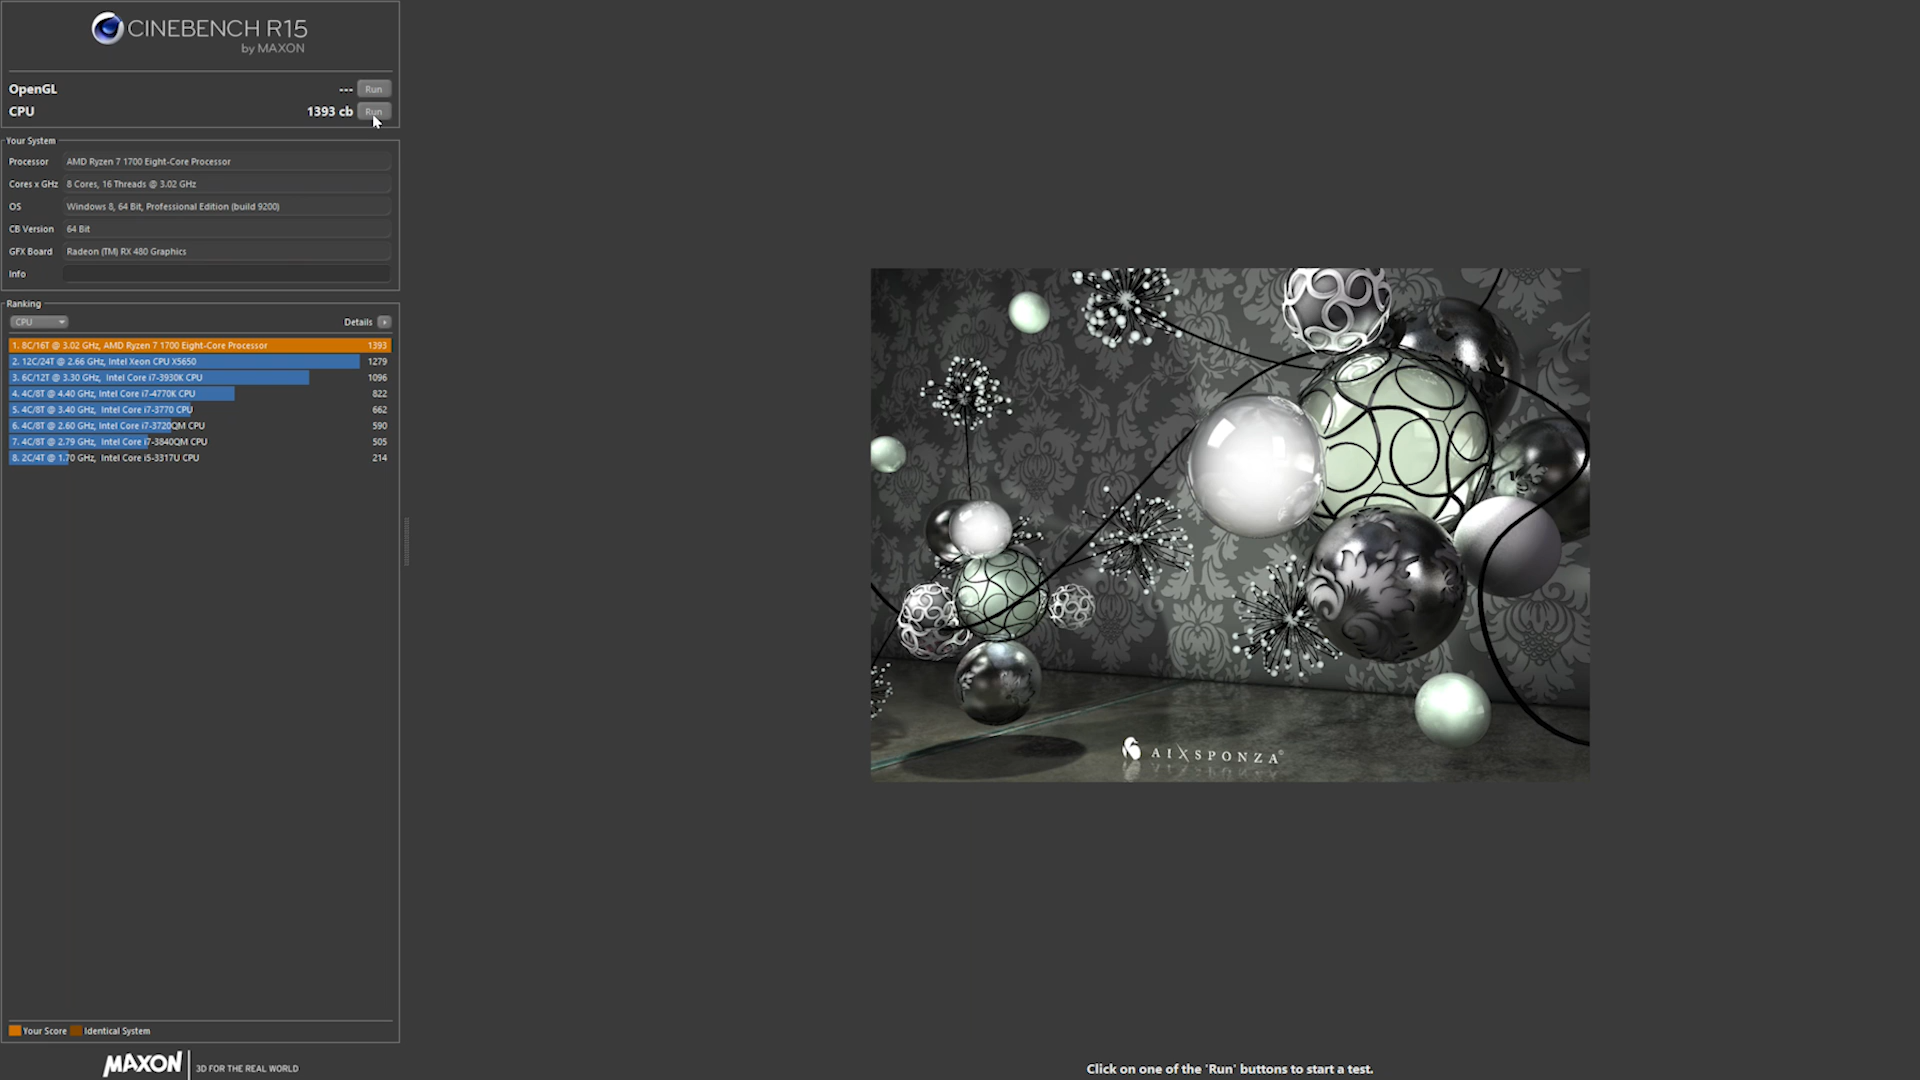 CINEBENCH R15
by MAXON
OpenGL --- Run
CPU 1393 cb Run
Your System
Processor AMD Ryzen 7 1700 Eight-Core Processor
Cores x GHz 8 Cores, 16 Threads @ 3.02 GHz
OS Windows 8, 64 Bit, Professional Edition (build 9200)
CB Version 64 Bit
GFX Board Radeon (TM) RX 480 Graphics
Info
Ranking
CPU Details
1. 8C/16T @ 3.02 GHz, AMD Ryzen 7 1700 Eight-Core Processor 1393
2. 12C/24T @ 2.66 GHz, Intel Xeon CPU X5650 1279
3. 6C/12T @ 3.30 GHz, Intel Core i7-3930K CPU 1096
4. 4C/8T @ 4.40 GHz, Intel Core i7-4770K CPU 822
5. 4C/8T @ 3.40 GHz, Intel Core i7-3770 CPU 662
6. 4C/8T @ 2.60 GHz, Intel Core i7-3720QM CPU 590
7. 4C/8T @ 2.79 GHz, Intel Core i7-3840QM CPU 505
8. 2C/4T @ 1.70 GHz, Intel Core i5-3317U CPU 214
AIXSPONZA©
Your Score Identical System
MAXON 3D FOR THE REAL WORLD
Click on one of the 'Run' buttons to start a test.